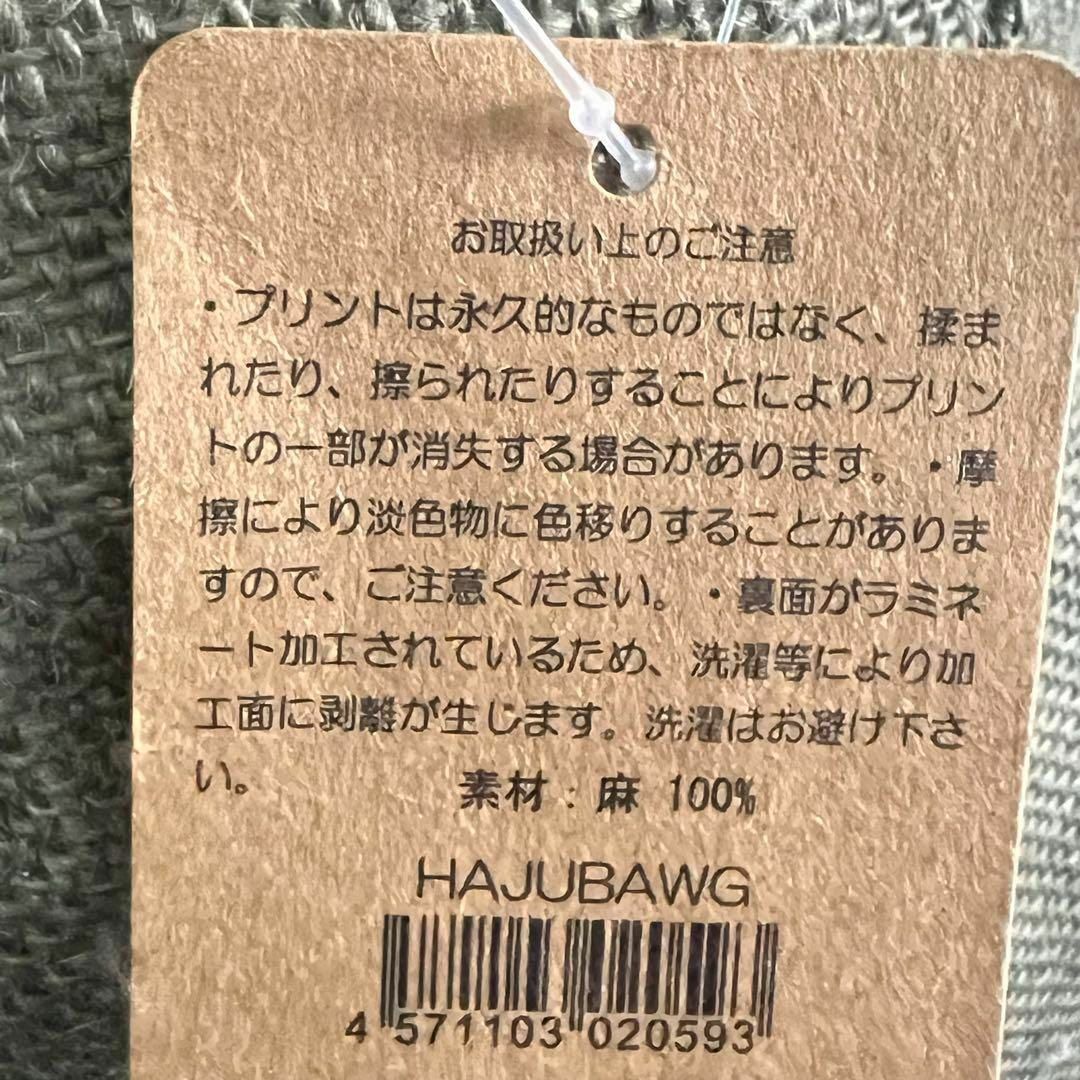 お取扱い上のご注意
・プリントは永久的なものではなく、揉ま
れたり、擦られたりすることによりプリン
トの一部が消失する場合があります。・摩
擦により淡色物に色移りすることがありま
すので、ご注意ください。・裏面がラミネ
ート加工されているため、洗濯等により加
工面に剥離が生じます。洗濯はお避け下さ
い。
素材：麻 100%
HAJUBAWG
4 571103 020593